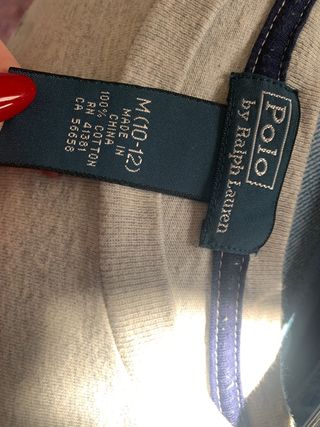 Polo
by Ralph Lauren
M (10-12)
MADE IN
CHINA
100% COTTON
RN 41381
CA 56658